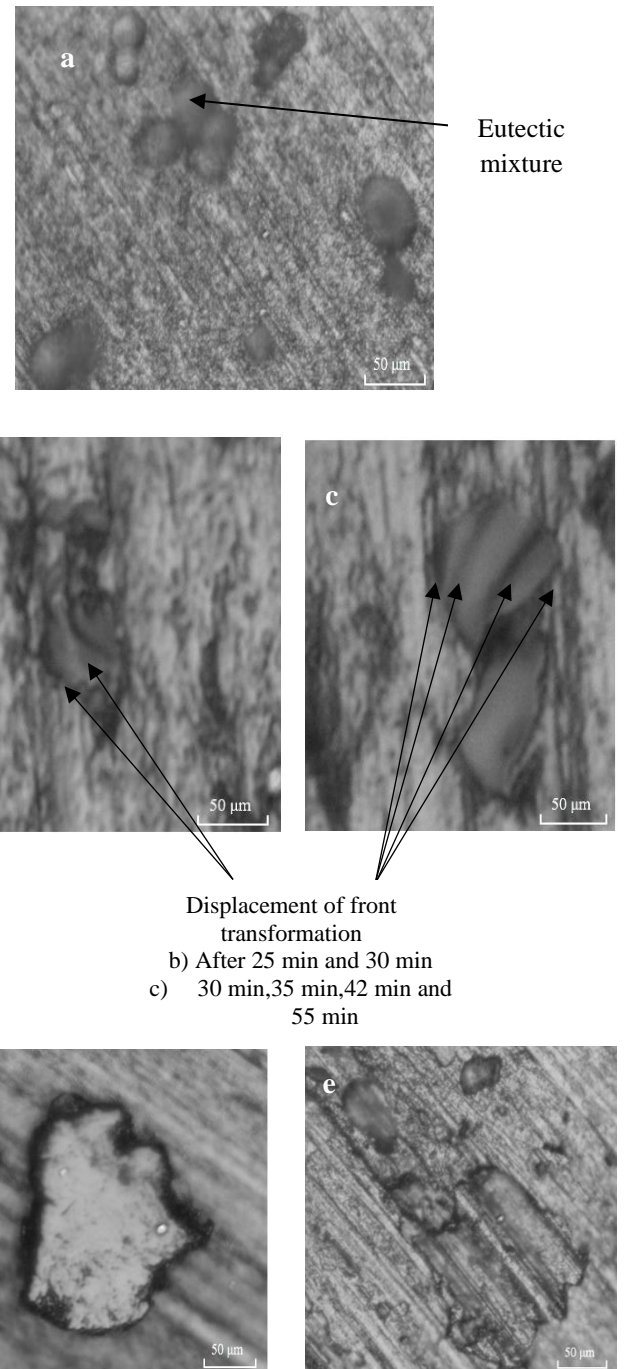 a
Eutectic
mixture
50 μm
c
50 μm
50 μm
Displacement of front
transformation
b) After 25 min and 30 min
c) 30 min,35 min,42 min and
55 min
e
50 μm
50 μm